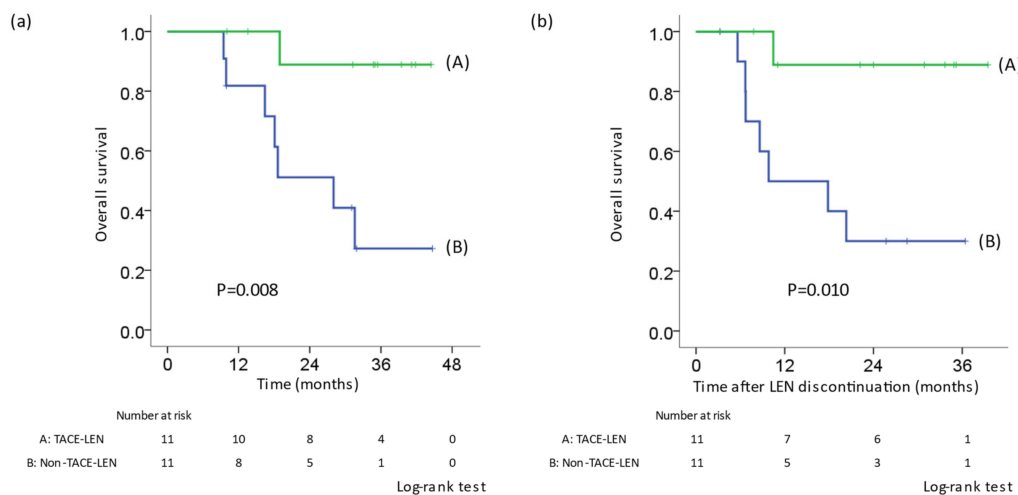 (a)
1.0
(A)
0.8
0.6
Overall survival
(B)
0.4
0.2
P=0.008
0.0
0 12 24 36 48
Time (months)
Number at risk
A: TACE-LEN 11 10 8 4 0
B: Non-TACE-LEN 11 8 5 1 0
Log-rank test
(b)
1.0
(A)
0.8
0.6
Overall survival
0.4
(B)
0.2
P=0.010
0.0
0 12 24 36
Time after LEN discontinuation (months)
Number at risk
A: TACE-LEN 11 7 6 1
B: Non-TACE-LEN 11 5 3 1
Log-rank test